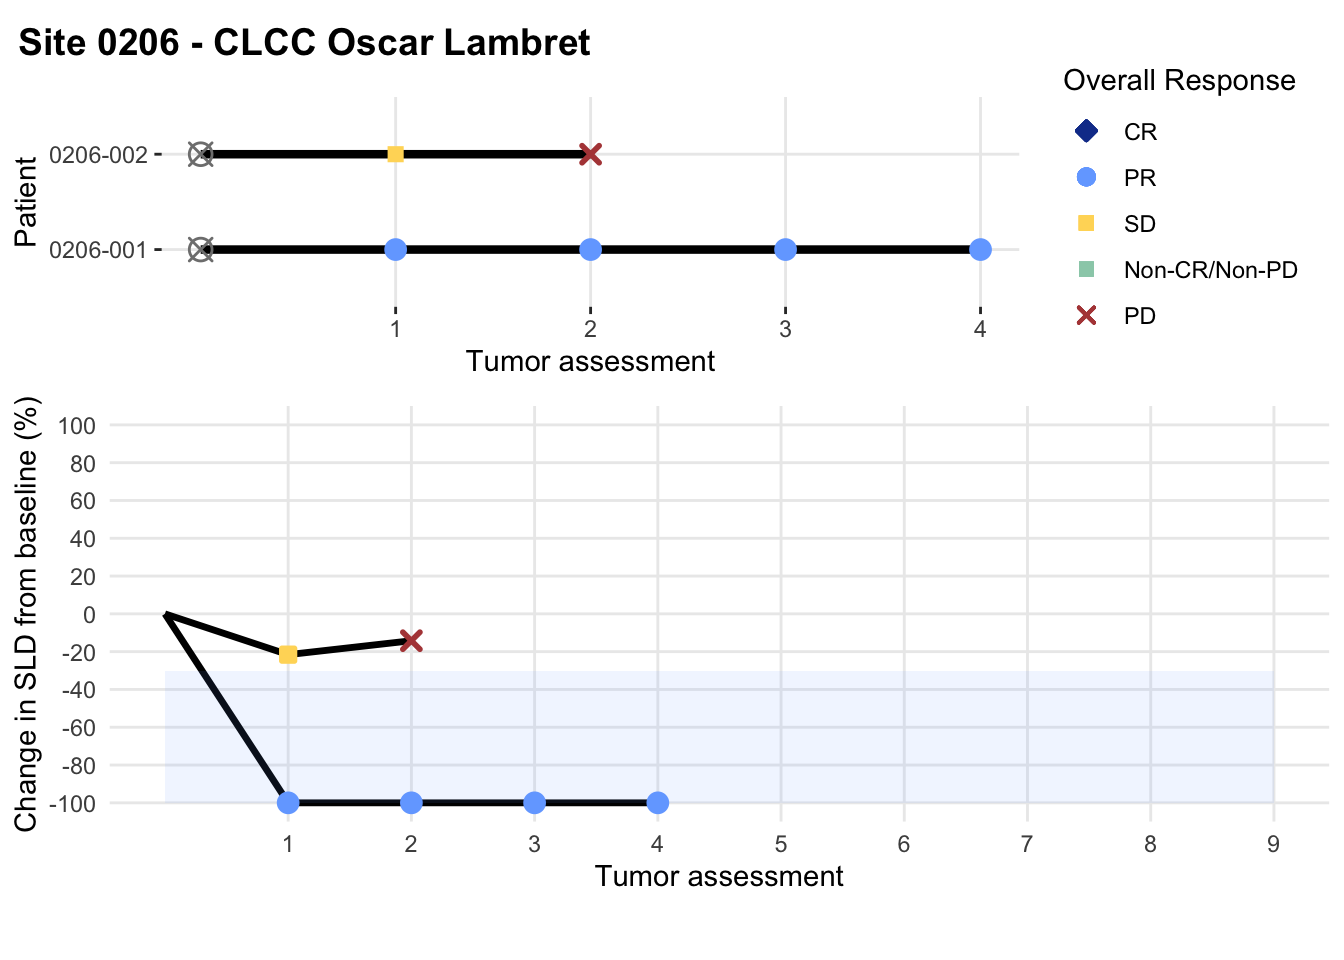 Site 0206 - CLCC Oscar Lambret
Overall Response
CR
PR
SD
Non-CR/Non-PD
PD
Patient
0206-002
0206-001
1 2 3 4
Tumor assessment
Change in SLD from baseline (%)
100
80
60
40
20
0
-20
-40
-60
-80
-100
1 2 3 4 5 6 7 8 9
Tumor assessment